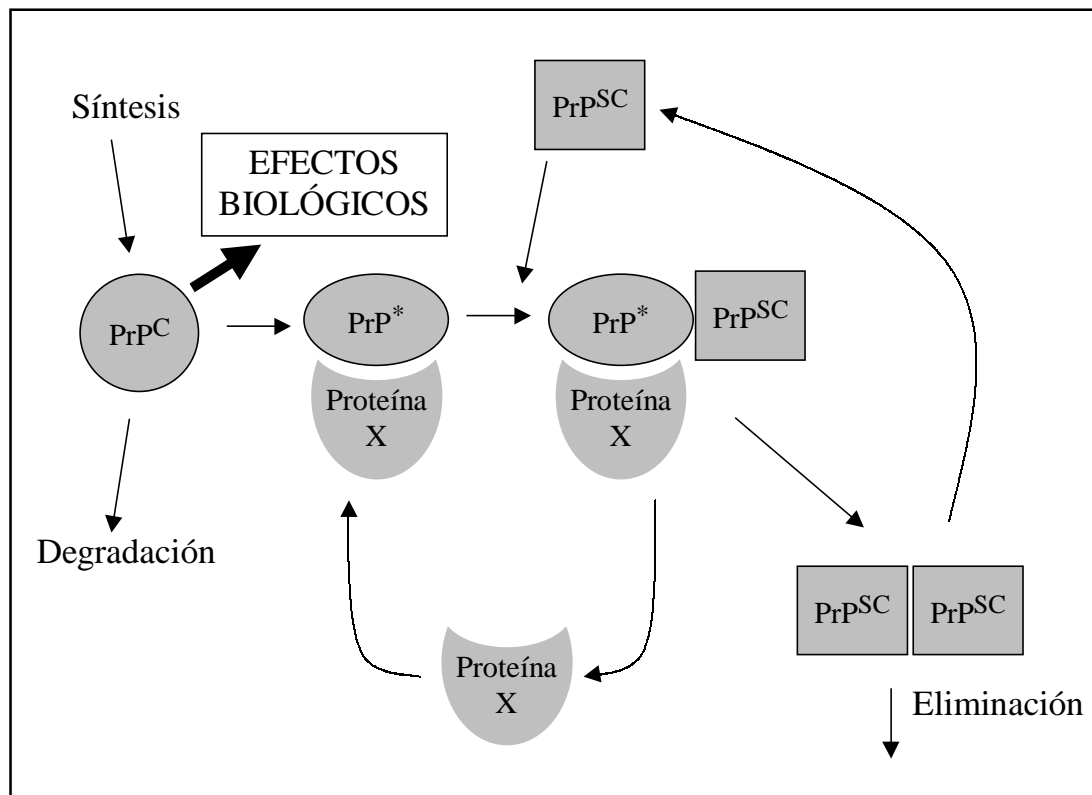 PrP^SC
Síntesis
EFECTOS
BIOLÓGICOS
PrP^C
PrP^*
PrP^*
PrP^SC
Proteína
X
Proteína
X
Degradación
PrP^SC
PrP^SC
Proteína
X
Eliminación